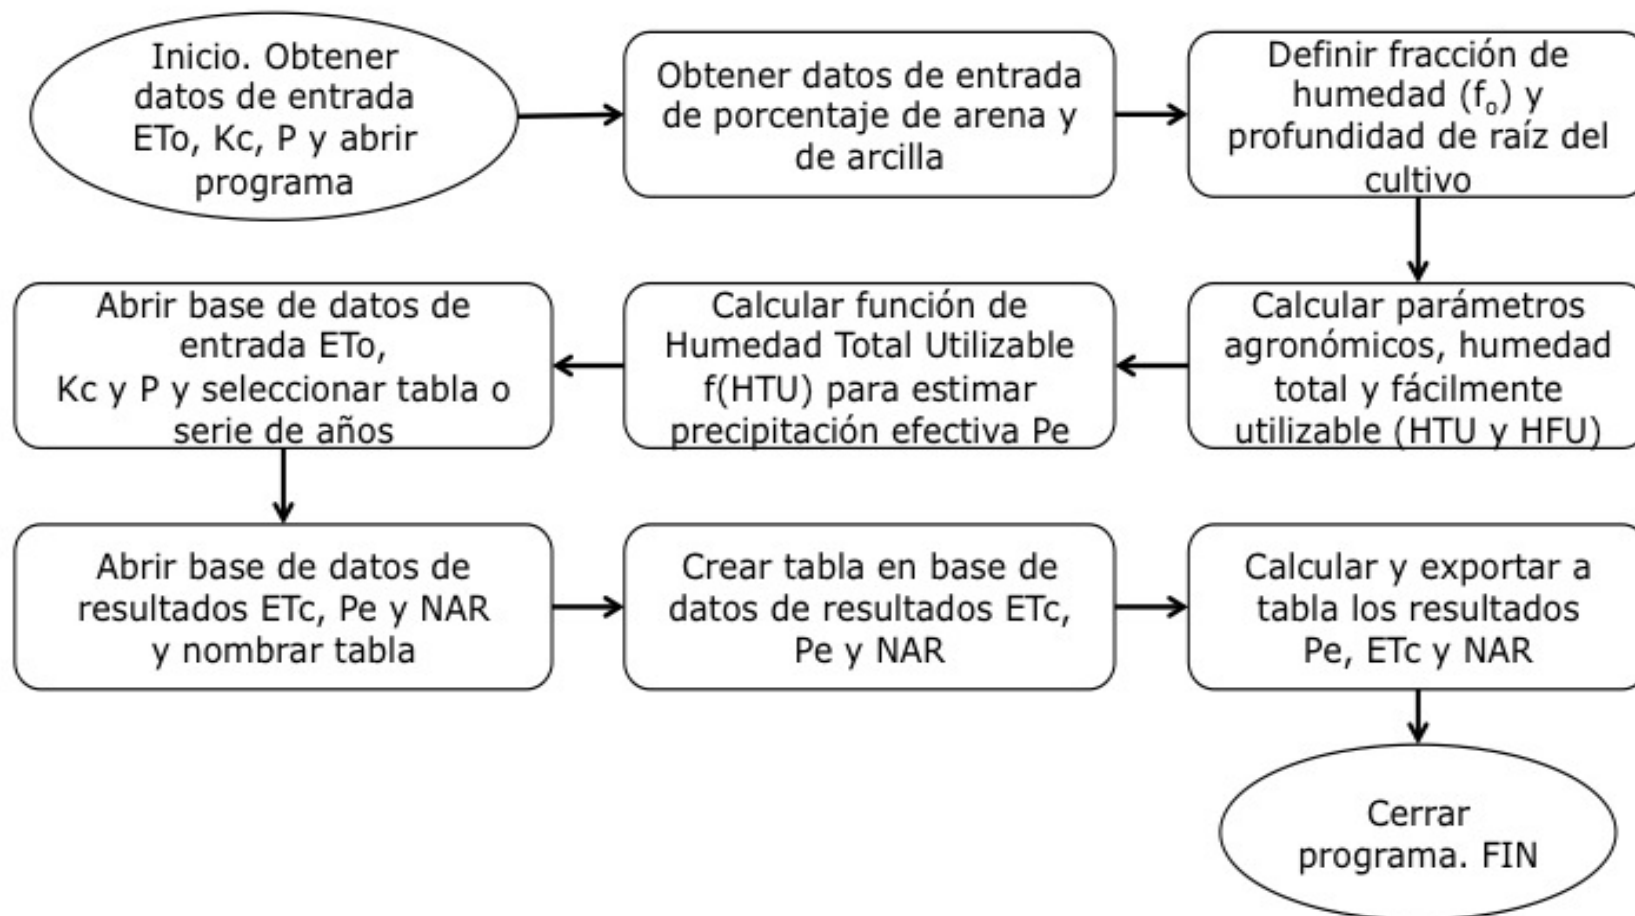 Inicio. Obtener
datos de entrada
ETo, Kc, P y abrir
programa
Obtener datos de entrada
de porcentaje de arena y
de arcilla
Definir fracción de
humedad (fₒ) y
profundidad de raíz del
cultivo
Calcular parámetros
agronómicos, humedad
total y fácilmente
utilizable (HTU y HFU)
Calcular función de
Humedad Total Utilizable
f(HTU) para estimar
precipitación efectiva Pe
Abrir base de datos de
entrada ETo,
Kc y P y seleccionar tabla o
serie de años
Abrir base de datos de
resultados ETc, Pe y NAR
y nombrar tabla
Crear tabla en base de
datos de resultados ETc,
Pe y NAR
Calcular y exportar a
tabla los resultados
Pe, ETc y NAR
Cerrar
programa. FIN